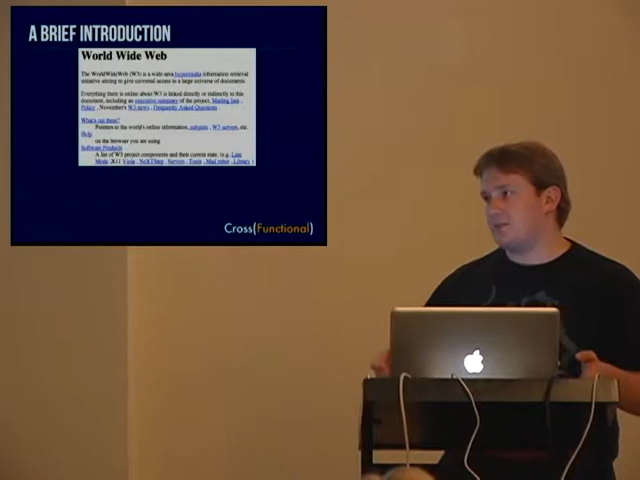 A BRIEF INTRODUCTION
World Wide Web
The WorldWideWeb (W3) is a wide-area hypermedia information retrieval
initiative aiming to give universal access to a large universe of documents.
Everything there is online about W3 is linked directly or indirectly to this
document, including an executive summary of the project, Mailing lists ,
Policy , November's W3 news , Frequently Asked Questions .
What's out there?
Pointers to the world's online information, subjects , W3 servers, etc.
Help
on the browser you are using
Software Products
A list of W3 project components and their current state. (e.g. Line
Mode ,X11 Viola , NeXTStep , Servers , Tools , Mail robot , Library )
Cross(Functional)